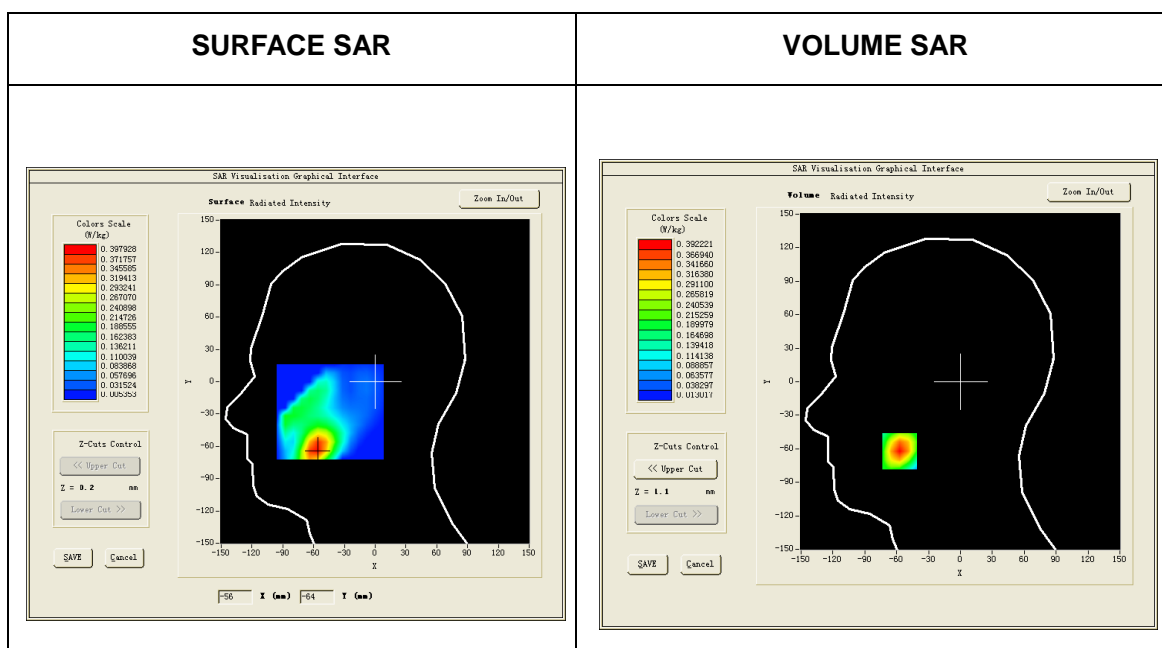 SURFACE SAR
VOLUME SAR
SAR Visualisation Graphical Interface
Surface Radiated Intensity
Zoom In/Out
Colors Scale
(W/kg)
0.397928
0.371757
0.345585
0.319413
0.293241
0.267070
0.240898
0.214726
0.188555
0.162383
0.136211
0.110039
0.083868
0.057696
0.031524
0.005353
Z-Cuts Control
<< Upper Cut
Z = 0.2 mm
Lower Cut >>
SAVE Cancel
150
120
90
60
30
0
-30
-60
-90
-120
-150
Y
-150 -120 -90 -60 -30 0 30 60 90 120 150
X
-56 X (mm) -64 Y (mm)
SAR Visualisation Graphical Interface
Volume Radiated Intensity
Zoom In/Out
Colors Scale
(W/kg)
0.392221
0.366940
0.341660
0.316380
0.291100
0.265819
0.240539
0.215259
0.189979
0.164698
0.139418
0.114138
0.088857
0.063577
0.038297
0.013017
Z-Cuts Control
<< Upper Cut
Z = 1.1 mm
Lower Cut >>
SAVE Cancel
150
120
90
60
30
0
-30
-60
-90
-120
-150
Y
-150 -120 -90 -60 -30 0 30 60 90 120 150
X